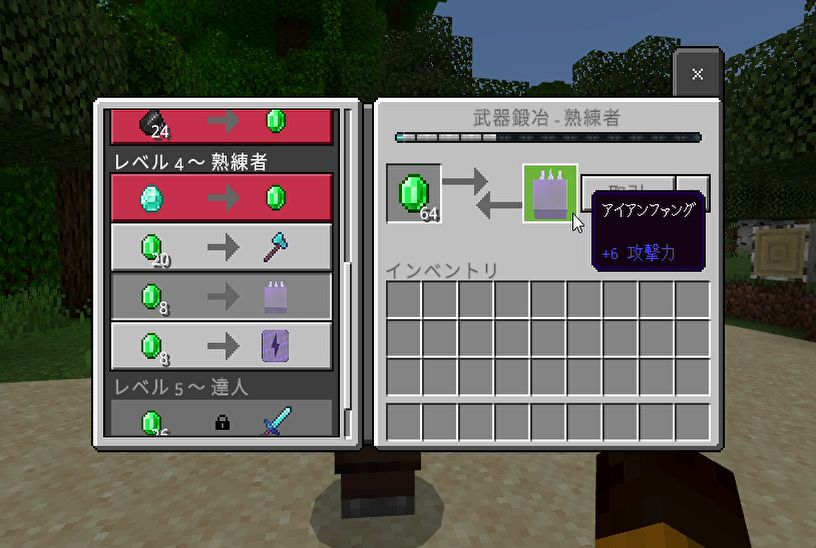 24
レベル 4 〜 熟練者
20
8
8
レベル 5 〜 達人
武器鍛冶 - 熟練者
64
アイアンファング
+6 攻撃力
インベントリ